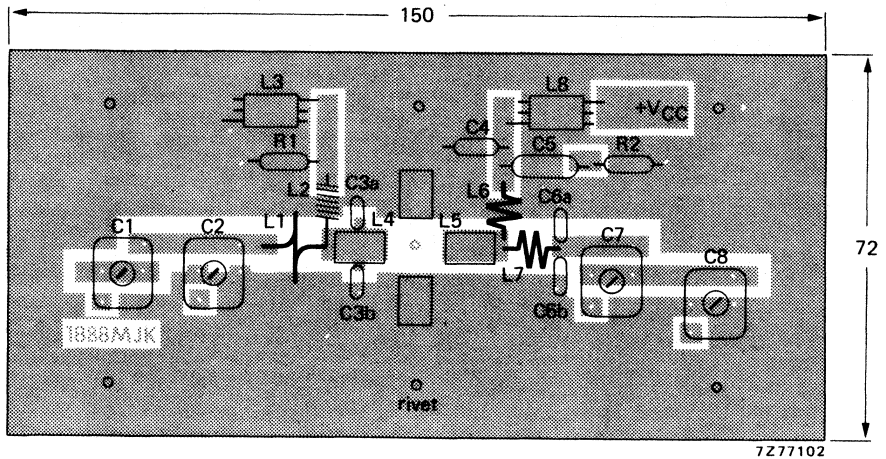 150
L3
L8
+VCC
R1
C4
C5
R2
L2
C3a
L6
C6a
C1
C2
L1
L4
L5
C7
72
L7
C8
C3b
C6b
1888MJK
rivet
7Z77102